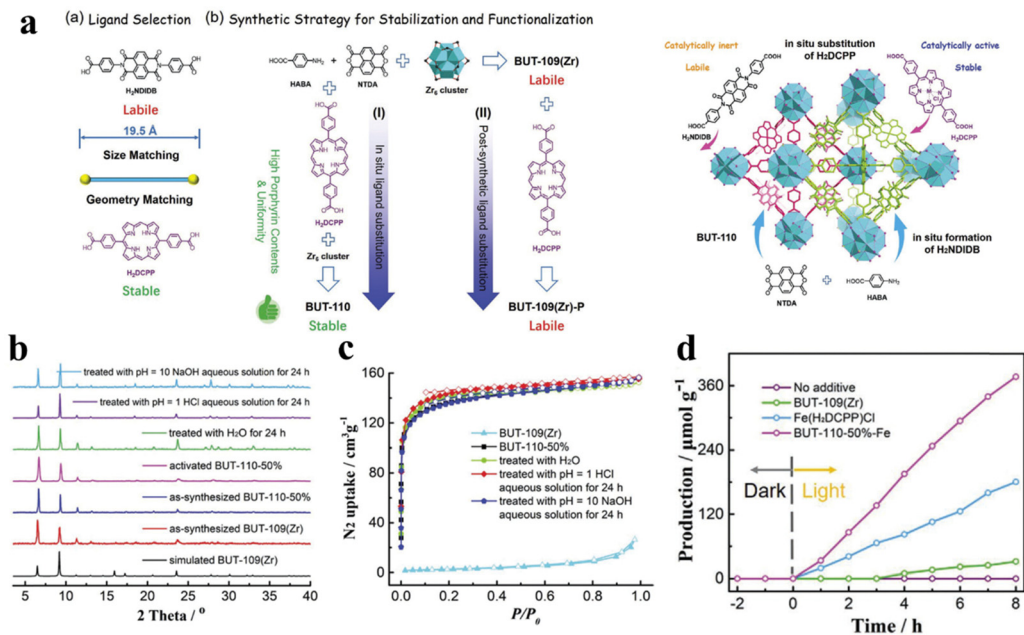 a
(a) Ligand Selection
HOOC
COOH
H₂NDIDB
Labile
19.5 Å
Size Matching
Geometry Matching
H₂DCPP
Stable
(b) Synthetic Strategy for Stabilization and Functionalization
HOOC NH₂ +
HABA
NTDA
Zr₆ cluster
BUT-109(Zr)
Labile
High Porphyrin Contents
& Uniformity
H₂DCPP
Zr₆ cluster
BUT-110
Stable
(I)
In situ ligand substitution
(II)
Post-synthetic ligand substitution
H₂DCPP
BUT-109(Zr)-P
Labile
Catalytically inert
Labile
in situ substitution
of H₂DCPP
Catalytically active
Stable
H₂NDIDB
H₂DCPP
BUT-110
in situ formation
of H₂NDIDB
NTDA
HABA
b
treated with pH = 10 NaOH aqueous solution for 24 h
treated with pH = 1 HCl aqueous solution for 24 h
treated with H₂O for 24 h
activated BUT-110-50%
as-synthesized BUT-110-50%
as-synthesized BUT-109(Zr)
simulated BUT-109(Zr)
5 10 15 20 25 30 35 40
2 Theta / °
c
N₂ uptake / cm³g⁻¹
160
120
80
40
0
BUT-109(Zr)
BUT-110-50%
treated with H₂O
treated with pH = 1 HCl
aqueous solution for 24 h
treated with pH = 10 NaOH
aqueous solution for 24 h
0.0 0.2 0.4 0.6 0.8 1.0
P/P₀
d
Production / μmol g⁻¹
360
240
120
0
No additive
BUT-109(Zr)
Fe(H₂DCPP)Cl
BUT-110-50%-Fe
Dark Light
-2 0 2 4 6 8
Time / h